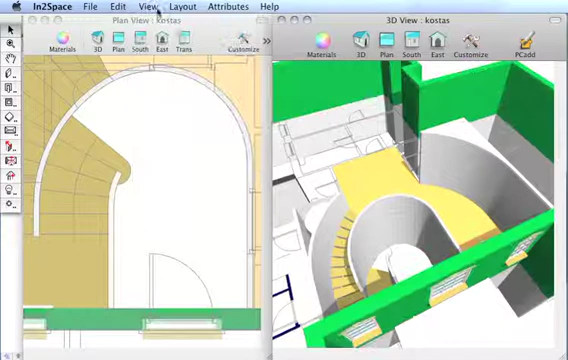 In2Space File Edit View Layout Attributes Help
Plan View : kostas
3D View : kostas
Materials 3D Plan South East Trans Customize »
Materials 3D Plan South East Customize PCadd